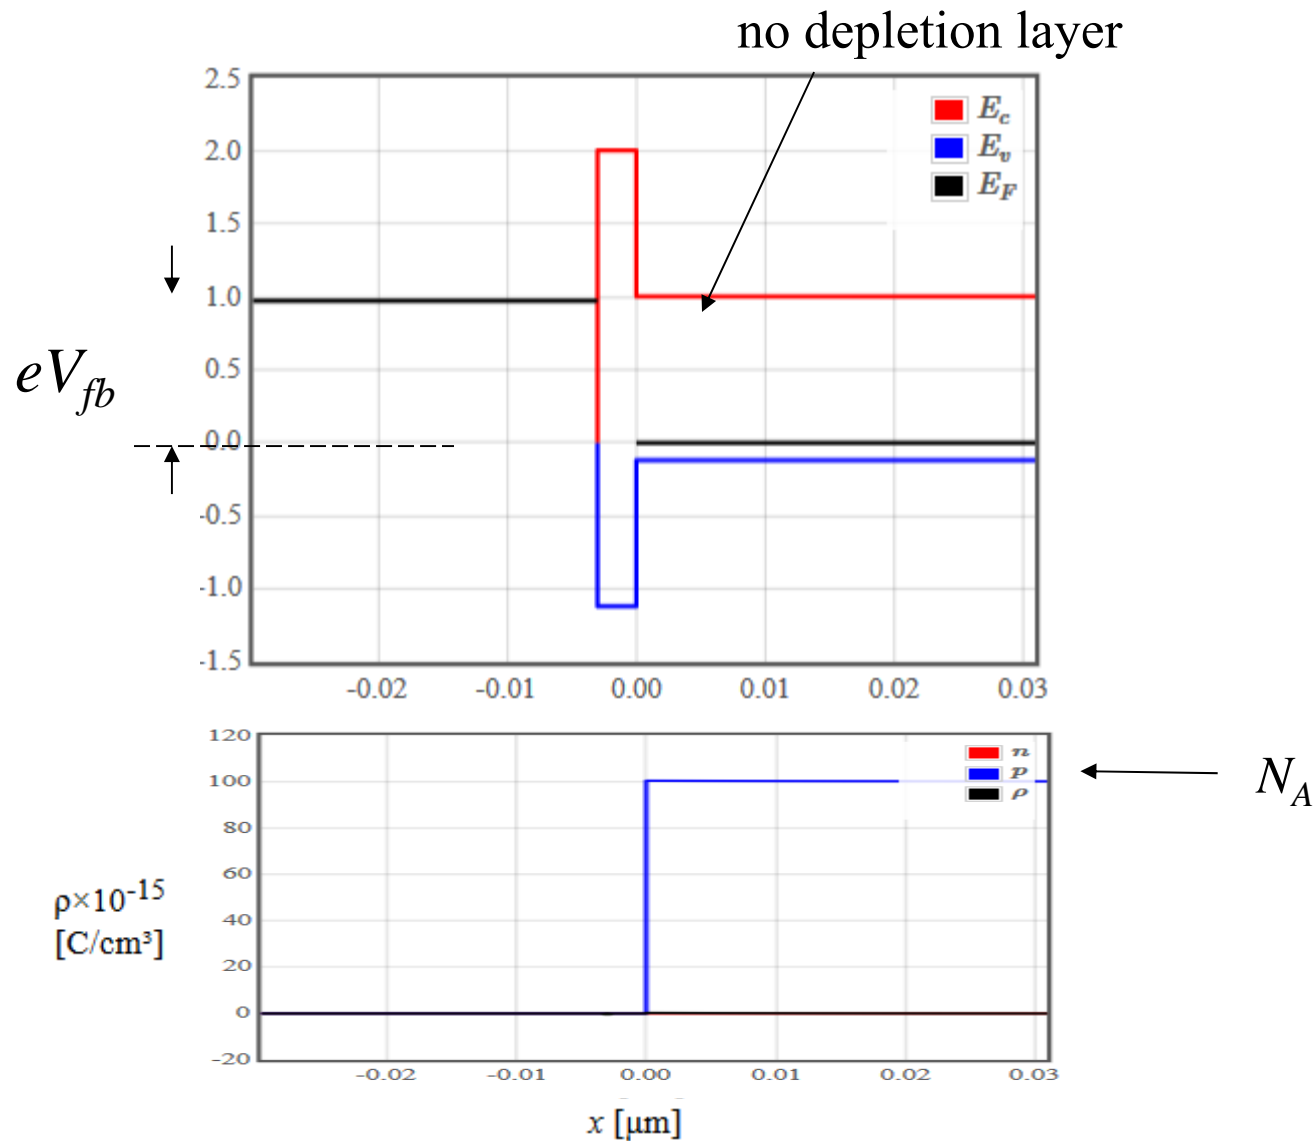 no depletion layer
2.5
2.0
1.5
1.0
0.5
0.0
-0.5
-1.0
-1.5
E_c
E_v
E_F
eV_fb
-0.02 -0.01 0.00 0.01 0.02 0.03
120
100
80
60
40
20
0
-20
n
p
ρ
N_A
ρ×10^-15
[C/cm³]
-0.02 -0.01 0.00 0.01 0.02 0.03
x [μm]